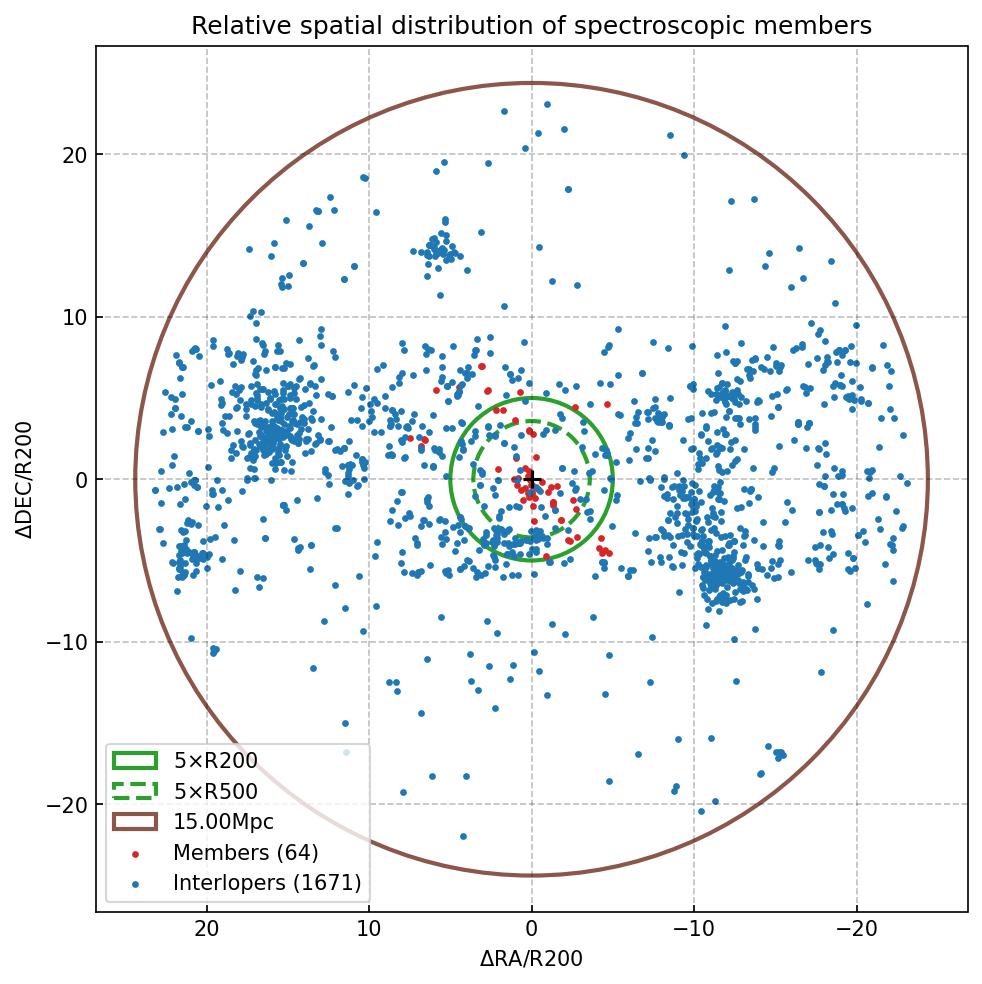 Relative spatial distribution of spectroscopic members
ΔDEC/R200
20
10
0
−10
−20
5×R200
5×R500
15.00Mpc
Members (64)
Interlopers (1671)
20
10
0
−10
−20
ΔRA/R200